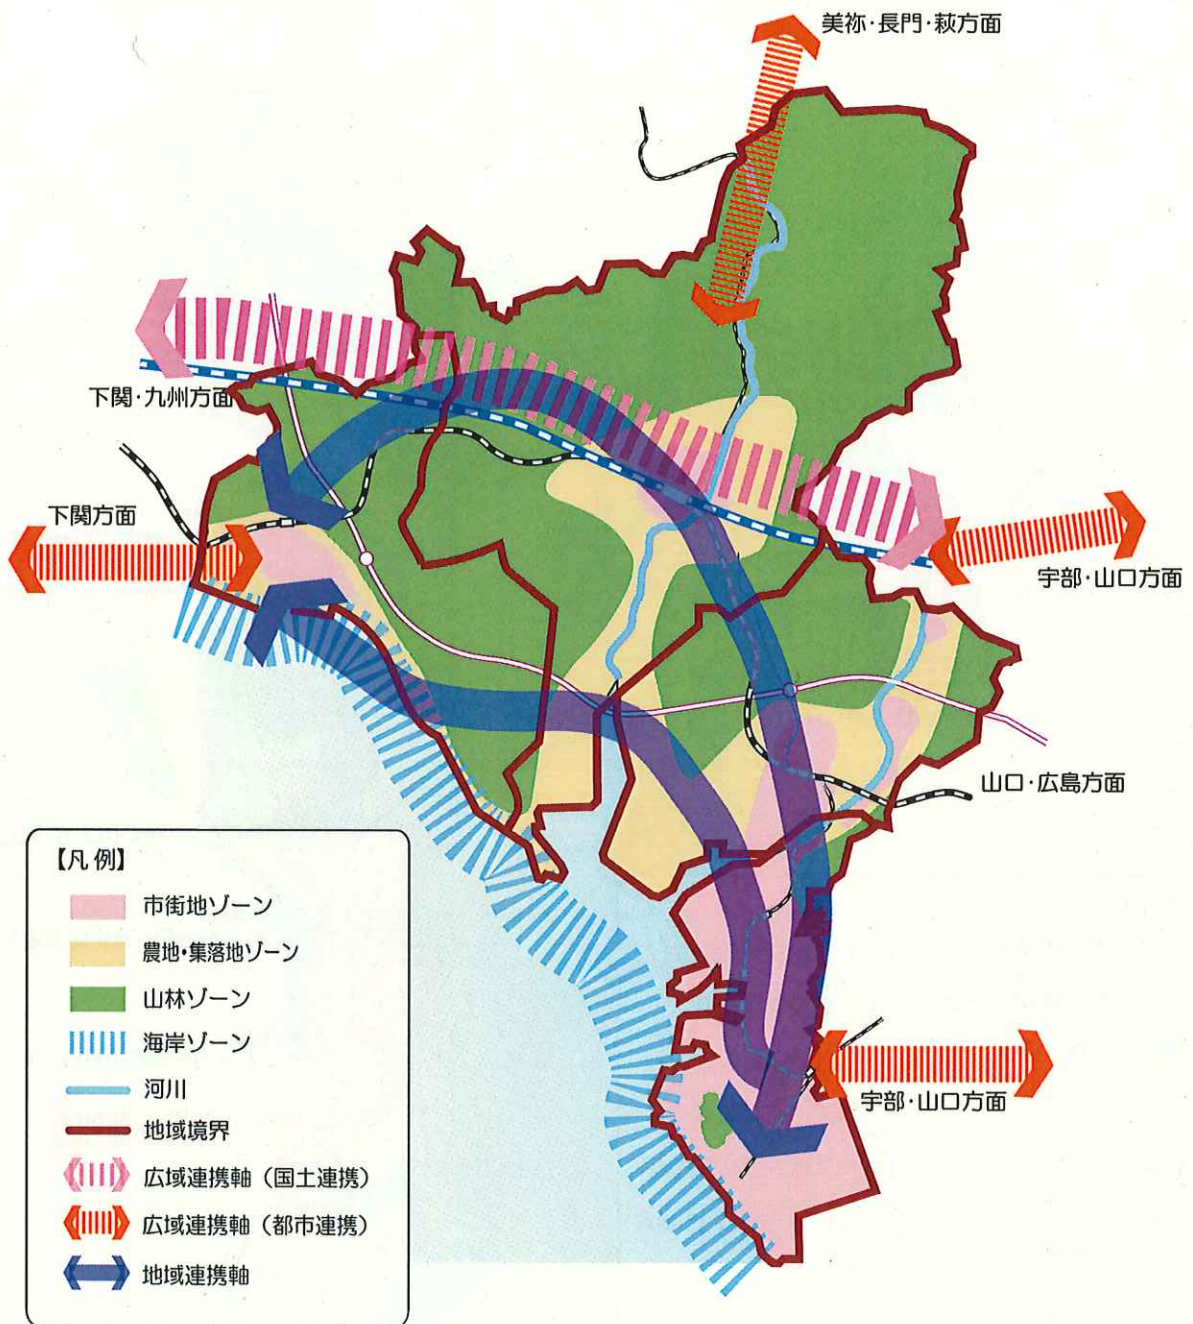 美祢・長門・萩方面
下関・九州方面
下関方面
宇部・山口方面
山口・広島方面
宇部・山口方面
【凡 例】
市街地ゾーン
農地・集落地ゾーン
山林ゾーン
海岸ゾーン
河川
地域境界
広域連携軸（国土連携）
広域連携軸（都市連携）
地域連携軸